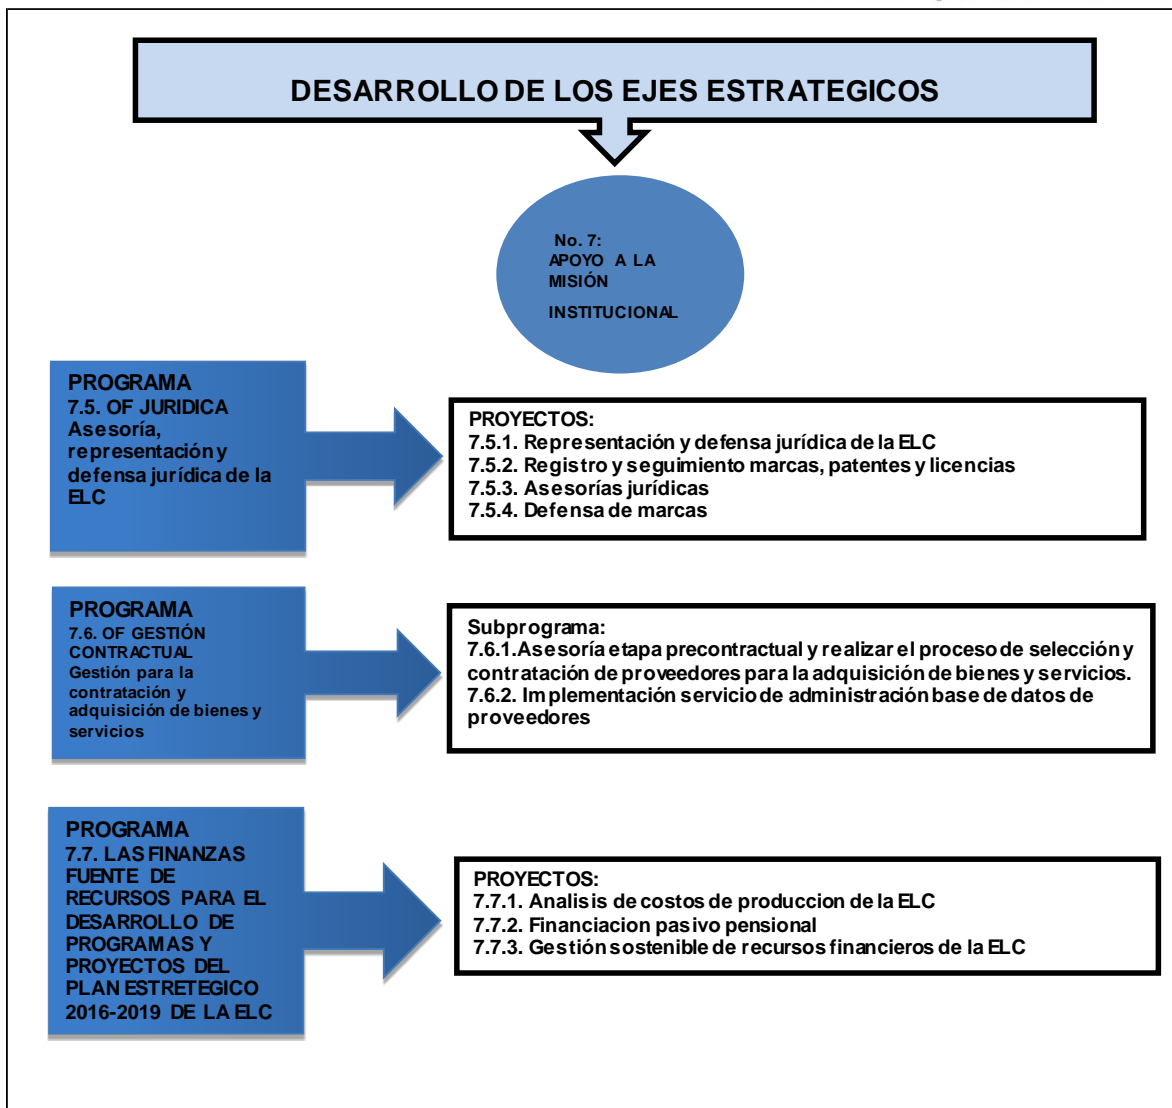 DESARROLLO DE LOS EJES ESTRATEGICOS
No. 7:
APOYO A LA
MISIÓN
INSTITUCIONAL
PROGRAMA
7.5. OF JURIDICA
Asesoría,
representación y
defensa jurídica de la
ELC
PROYECTOS:
7.5.1. Representación y defensa jurídica de la ELC
7.5.2. Registro y seguimiento marcas, patentes y licencias
7.5.3. Asesorías jurídicas
7.5.4. Defensa de marcas
PROGRAMA
7.6. OF GESTIÓN
CONTRACTUAL
Gestión para la
contratación y
adquisición de bienes y
servicios
Subprograma:
7.6.1.Asesoría etapa precontractual y realizar el proceso de selección y
contratación de proveedores para la adquisición de bienes y servicios.
7.6.2. Implementación servicio de administración base de datos de
proveedores
PROGRAMA
7.7. LAS FINANZAS
FUENTE DE
RECURSOS PARA EL
DESARROLLO DE
PROGRAMAS Y
PROYECTOS DEL
PLAN ESTRETEGICO
2016-2019 DE LA ELC
PROYECTOS:
7.7.1. Analisis de costos de produccion de la ELC
7.7.2. Financiacion pasivo pensional
7.7.3. Gestión sostenible de recursos financieros de la ELC